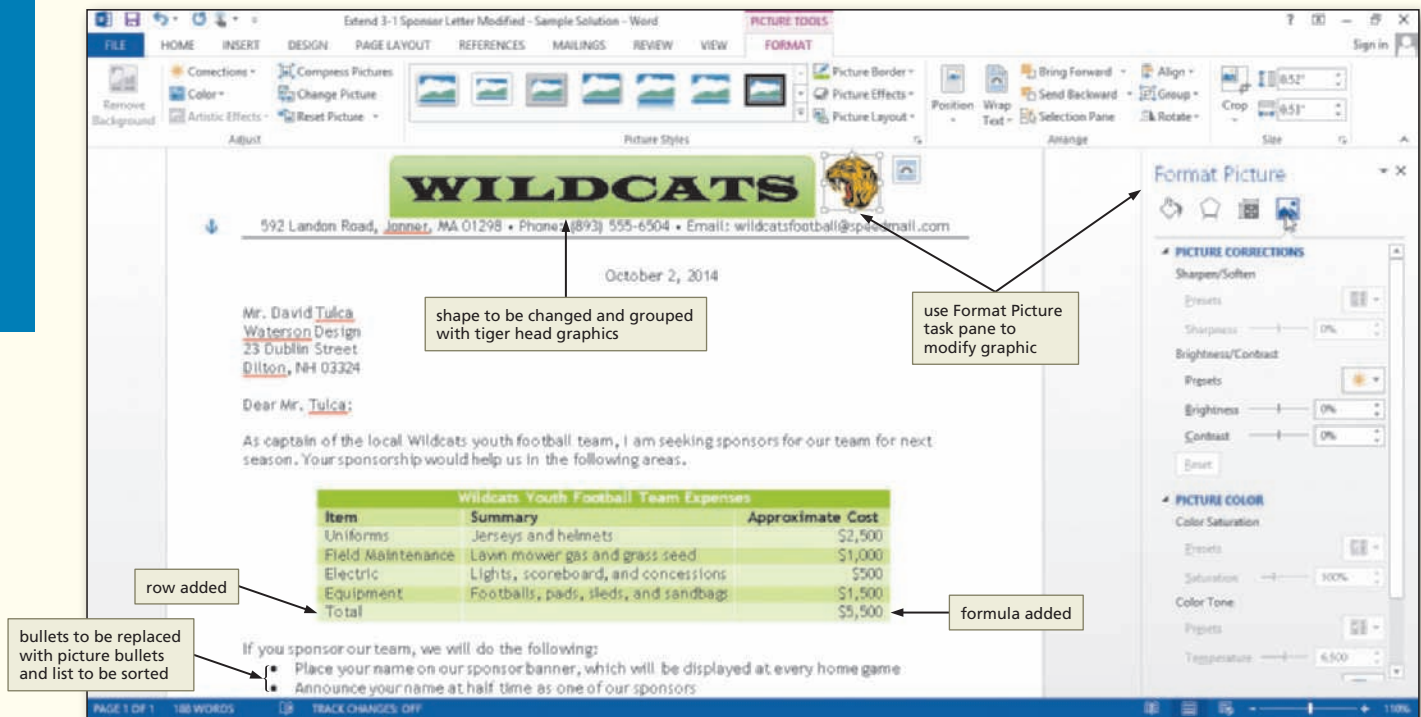 Extend 3-1 Sponsor Letter Modified - Sample Solution - Word
PICTURE TOOLS
FILE HOME INSERT DESIGN PAGE LAYOUT REFERENCES MAILINGS REVIEW VIEW FORMAT
Sign in
Remove Background
Corrections
Color
Artistic Effects
Compress Pictures
Change Picture
Reset Picture
Adjust
Picture Styles
Picture Border
Picture Effects
Picture Layout
Position
Wrap Text
Bring Forward
Send Backward
Selection Pane
Align
Group
Rotate
Arrange
Crop
0.52"
0.51"
Size
WILDCATS
592 Landon Road, Jonner, MA 01298 • Phone: (893) 555-6504 • Email: wildcatsfootball@sp4edmail.com
October 2, 2014
shape to be changed and grouped
with tiger head graphics
use Format Picture
task pane to
modify graphic
Mr. David Tulca
Waterson Design
23 Dublin Street
Dilton, NH 03324
Dear Mr. Tulca:
As captain of the local Wildcats youth football team, I am seeking sponsors for our team for next
season. Your sponsorship would help us in the following areas.
Wildcats Youth Football Team Expenses
Item Summary Approximate Cost
Uniforms Jerseys and helmets $2,500
Field Maintenance Lawn mower gas and grass seed $1,000
Electric Lights, scoreboard, and concessions $500
Equipment Footballs, pads, sleds, and sandbags $1,500
Total $5,500
row added
formula added
bullets to be replaced
with picture bullets
and list to be sorted
If you sponsor our team, we will do the following:
• Place your name on our sponsor banner, which will be displayed at every home game
• Announce your name at half time as one of our sponsors
Format Picture
PICTURE CORRECTIONS
Sharpen/Soften
Presets
Sharpness 0%
Brightness/Contrast
Presets
Brightness 0%
Contrast 0%
Reset
PICTURE COLOR
Color Saturation
Presets
Saturation 100%
Color Tone
Presets
Temperature 6,500
PAGE 1 OF 1 188 WORDS TRACK CHANGES: OFF 110%